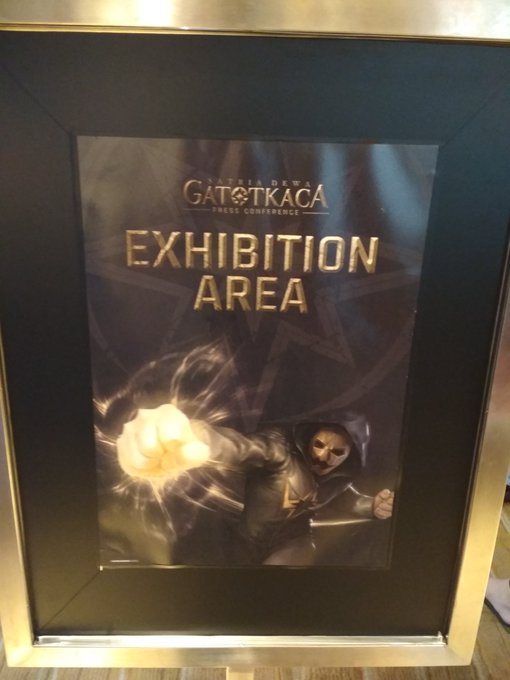 SATRIA DEWA
GATOTKACA
PRESS CONFERENCE
EXHIBITION
AREA